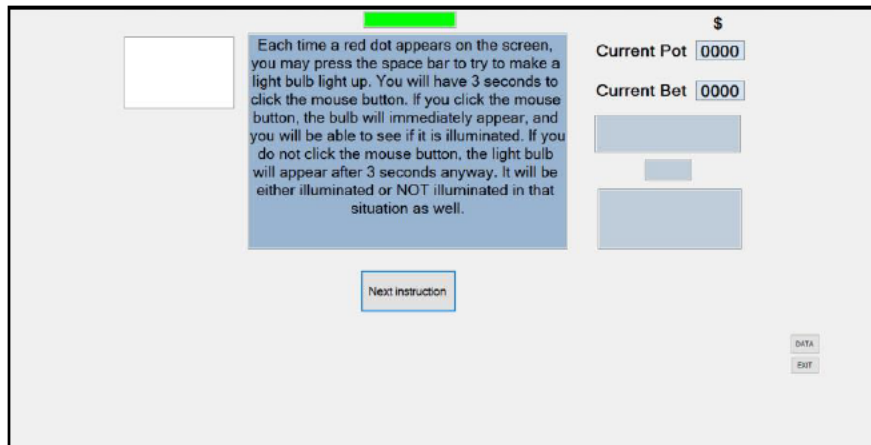 Each time a red dot appears on the screen,
you may press the space bar to try to make a
light bulb light up. You will have 3 seconds to
click the mouse button. If you click the mouse
button, the bulb will immediately appear, and
you will be able to see if it is illuminated. If you
do not click the mouse button, the light bulb
will appear after 3 seconds anyway. It will be
either illuminated or NOT illuminated in that
situation as well.
$
Current Pot 0000
Current Bet 0000
Next instruction
DATA
EXIT